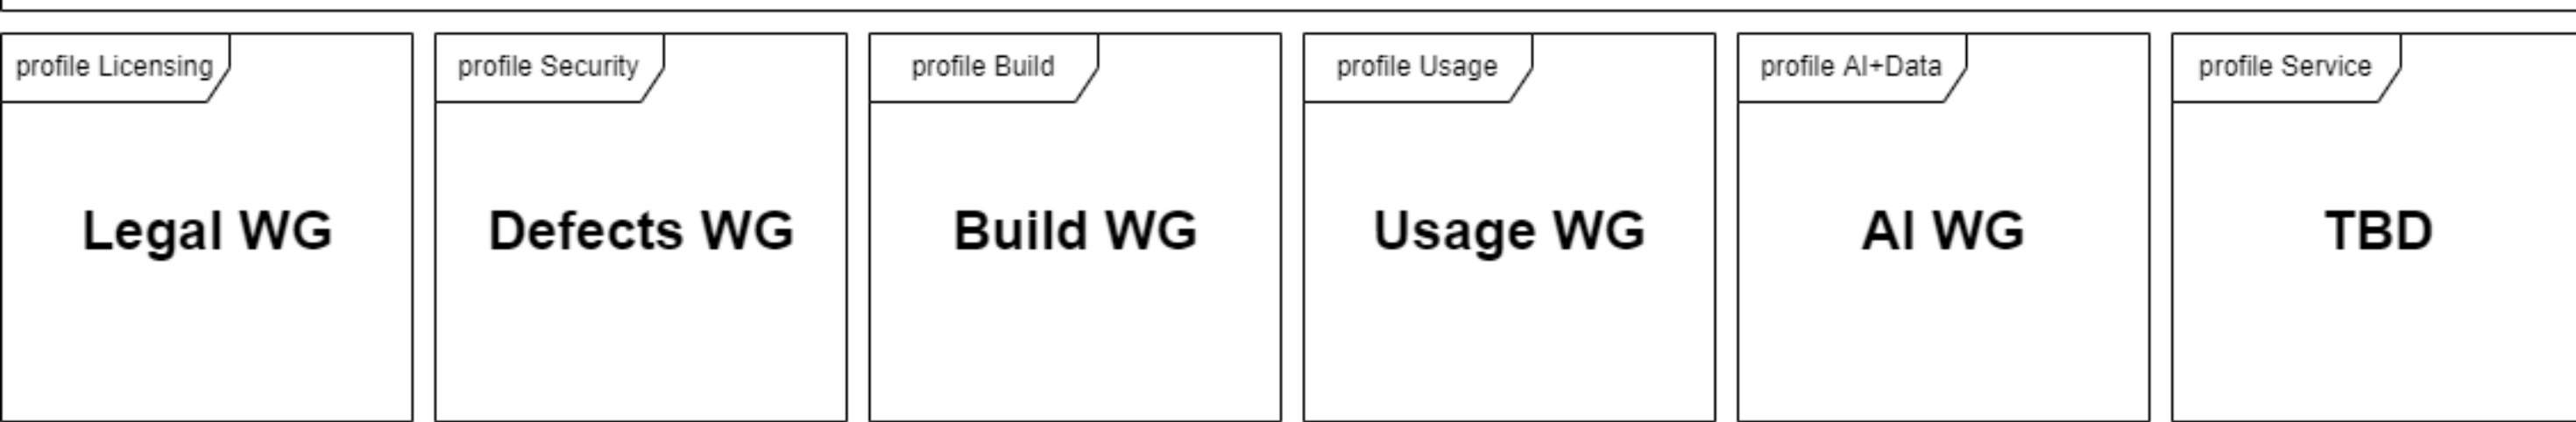 profile Licensing
profile Security
profile Build
profile Usage
profile AI+Data
profile Service
Legal WG
Defects WG
Build WG
Usage WG
AI WG
TBD